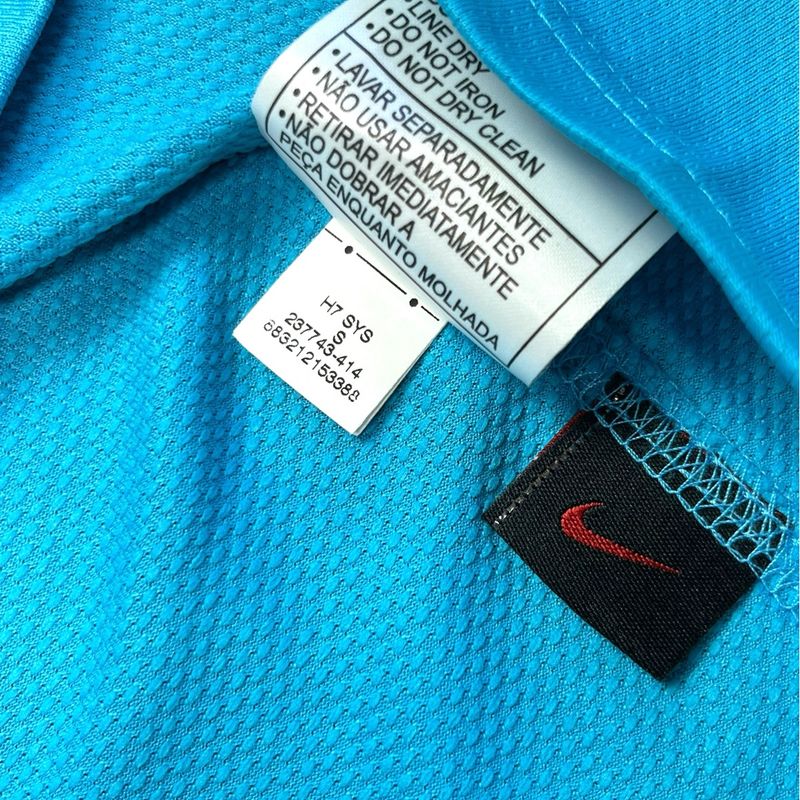 LINE DRY
• DO NOT IRON
• DO NOT DRY CLEAN
• LAVAR SEPARADAMENTE
• NÃO USAR AMACIANTES
• RETIRAR IMEDIATAMENTE
• NÃO DOBRAR A
PEÇA ENQUANTO MOLHADA
H7 SYS
S
237743-414
683212153388